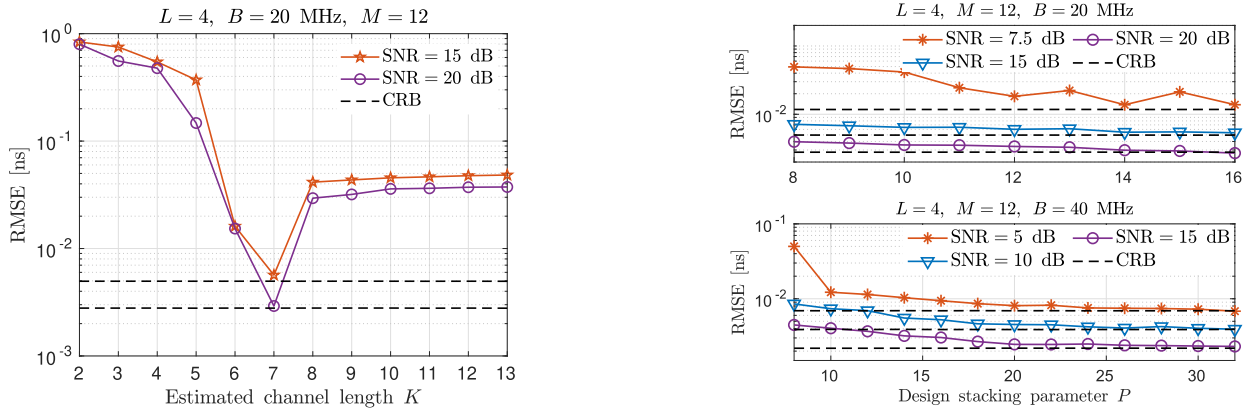 L = 4, B = 20 MHz, M = 12
RMSE [ns]
10^0
10^-1
10^-2
10^-3
SNR = 15 dB
SNR = 20 dB
CRB
2 3 4 5 6 7 8 9 10 11 12 13
Estimated channel length K
L = 4, M = 12, B = 20 MHz
RMSE [ns]
10^-2
SNR = 7.5 dB
SNR = 20 dB
SNR = 15 dB
CRB
8 10 12 14 16
L = 4, M = 12, B = 40 MHz
RMSE [ns]
10^-2
SNR = 5 dB
SNR = 15 dB
SNR = 10 dB
CRB
10 15 20 25 30
Design stacking parameter P